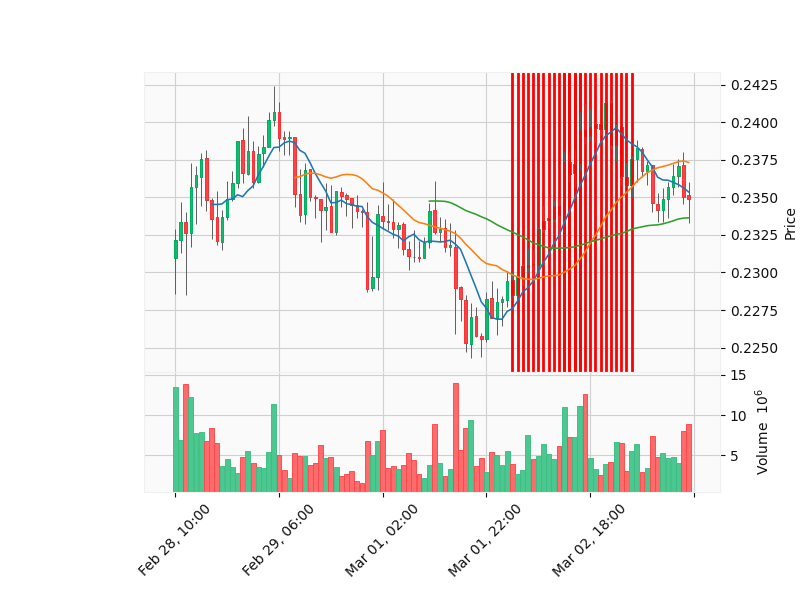 0.2425
0.2400
0.2375
0.2350
0.2325
0.2300
0.2275
0.2250
Price
15
10
5
Volume 10^6
Feb 28, 10:00
Feb 29, 06:00
Mar 01, 02:00
Mar 01, 22:00
Mar 02, 18:00